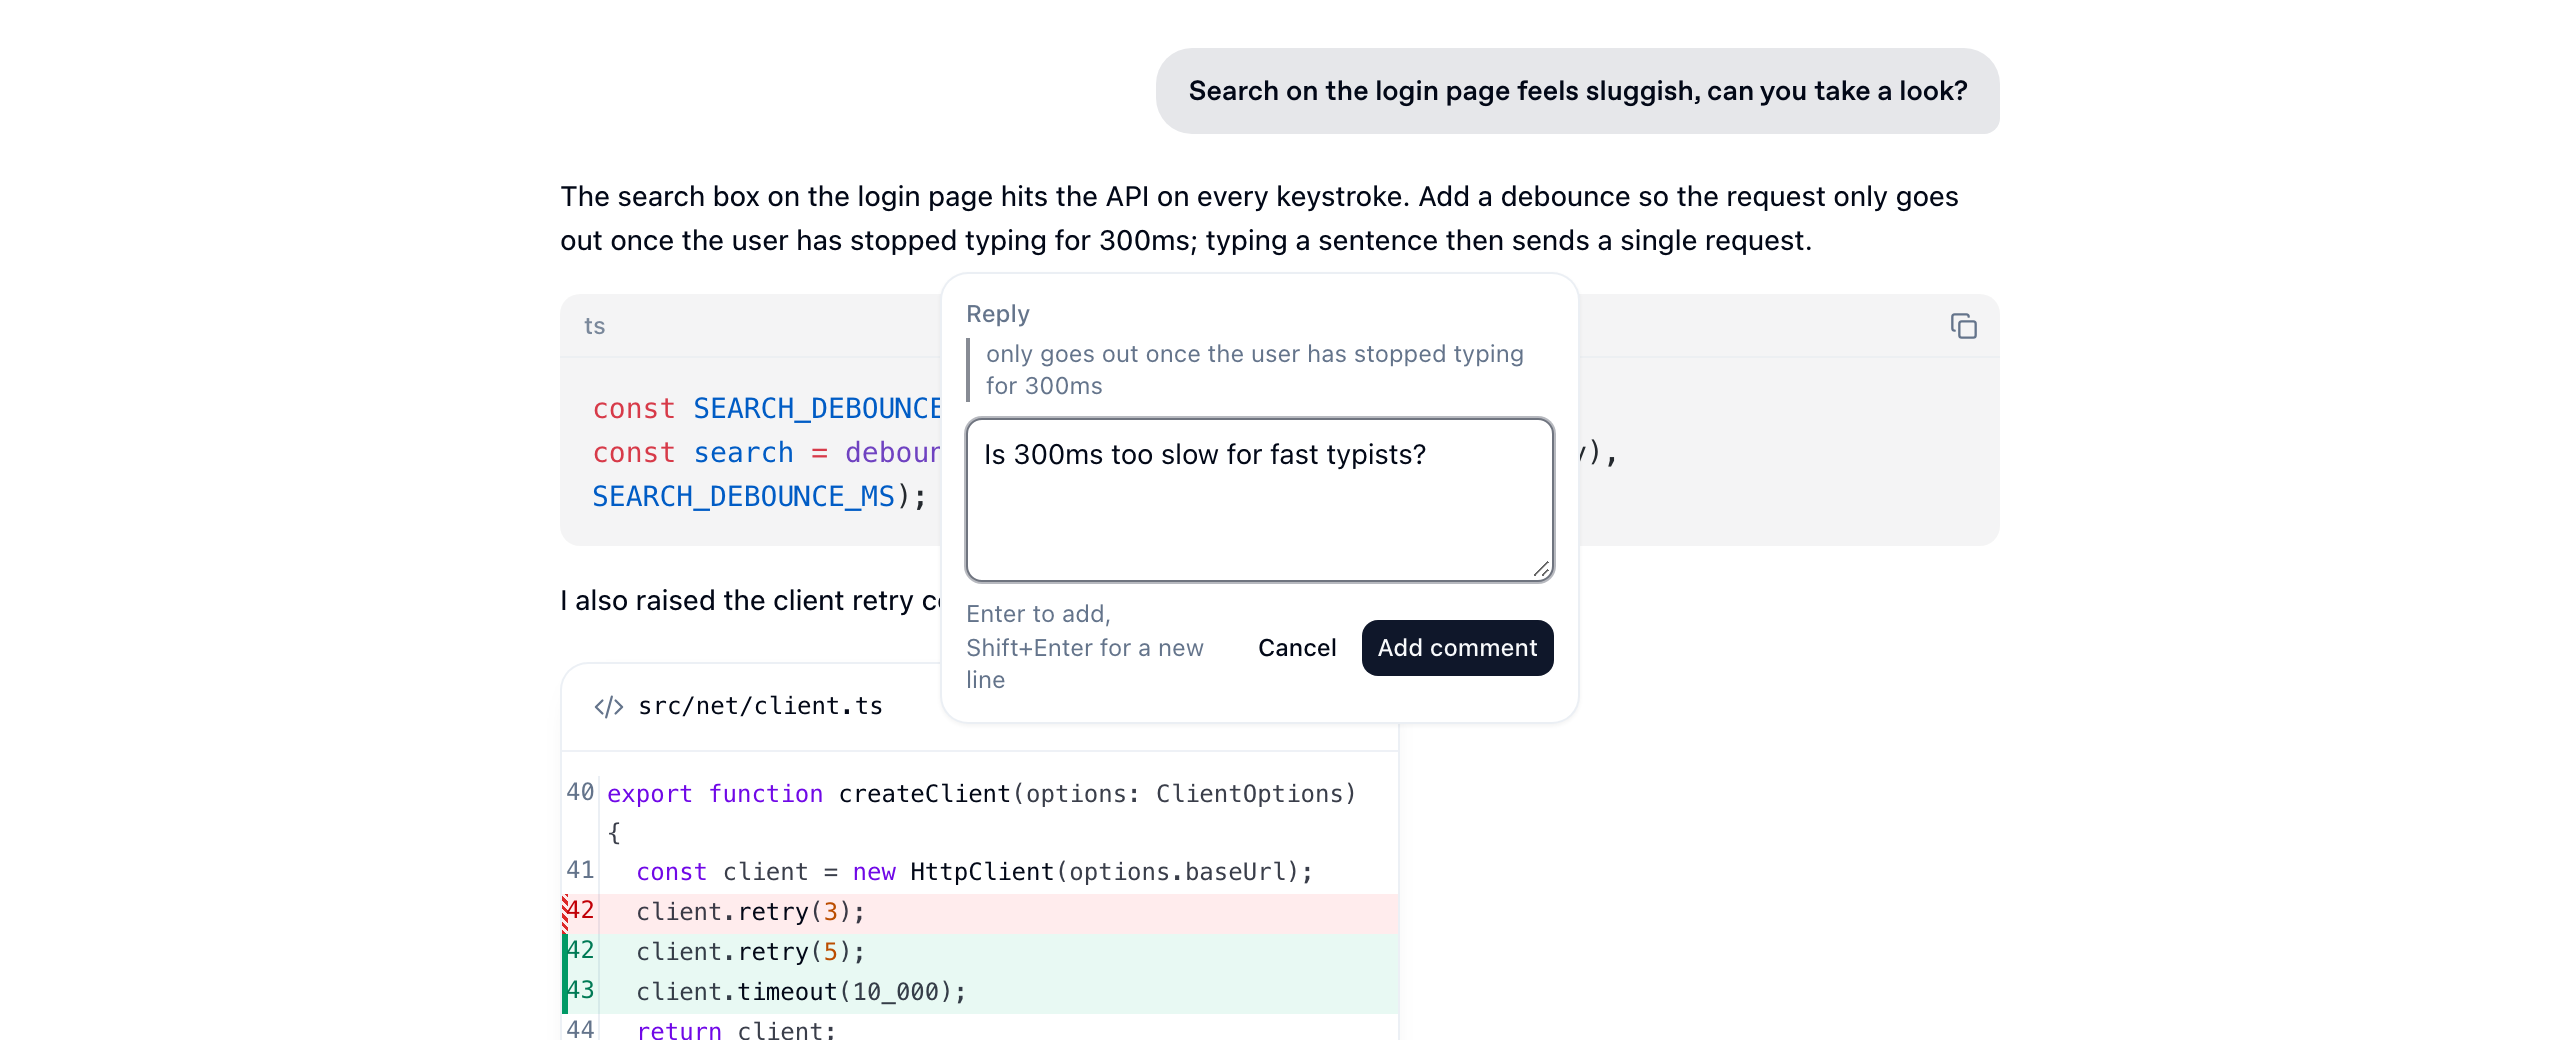 Search on the login page feels sluggish, can you take a look?
The search box on the login page hits the API on every keystroke. Add a debounce so the request only goes
out once the user has stopped typing for 300ms; typing a sentence then sends a single request.
ts
const SEARCH_DEBOUNCE
const search = deboun
),
SEARCH_DEBOUNCE_MS);
Reply
only goes out once the user has stopped typing
for 300ms
Is 300ms too slow for fast typists?
Enter to add,
Shift+Enter for a new
line
Cancel
Add comment
I also raised the client retry
src/net/client.ts
40 export function createClient(options: ClientOptions)
{
41 const client = new HttpClient(options.baseUrl);
42 client.retry(3);
42 client.retry(5);
43 client.timeout(10_000);
44 return client;